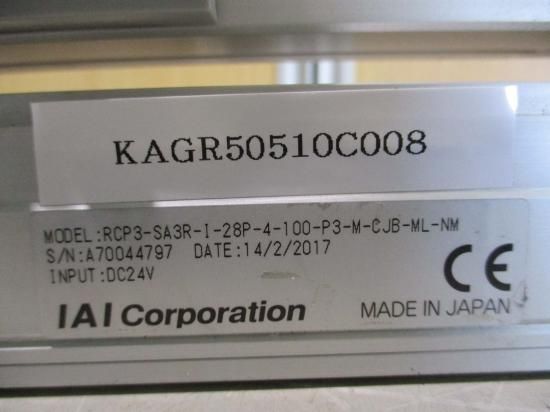 KAGR50510C008
MODEL:RCP3-SA3R-I-28P-4-100-P3-M-CJB-ML-NM
S/N:A70044797 DATE:14/2/2017
INPUT:DC24V
CE
IAI Corporation
MADE IN JAPAN